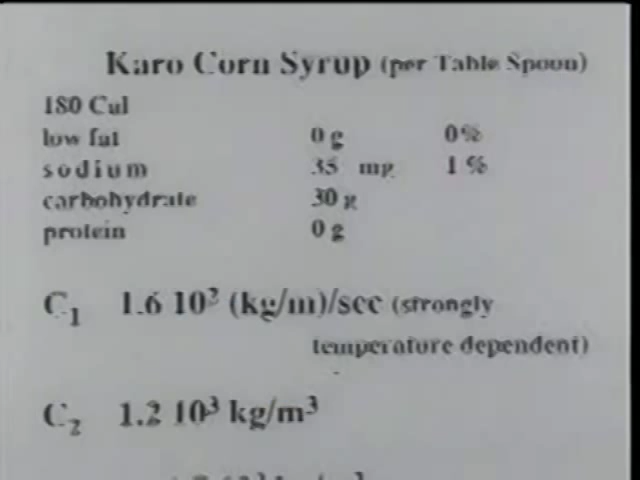 Karo Corn Syrup (per Table Spoon)
180 Cal
low fat 0 g 0%
sodium 35 mg 1 %
carbohydrate 30 g
protein 0 g
C₁ 1.6 10² (kg/m)/sec (strongly
temperature dependent)
C₂ 1.2 10³ kg/m³